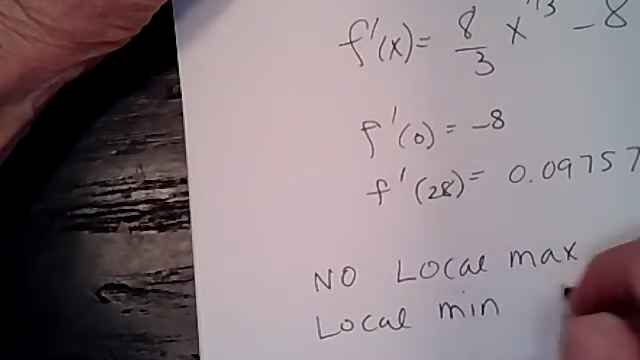 f'(x) = 8/3 x^1/3 - 8
f'(0) = -8
f'(28) = 0.09757
NO Local max
Local min